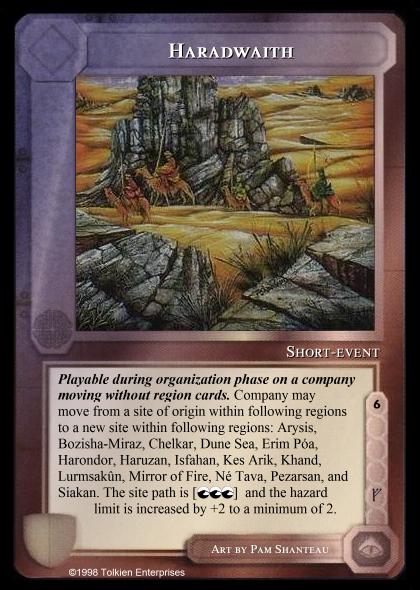 HARADWAITH
SHORT-EVENT
Playable during organization phase on a company
moving without region cards. Company may
move from a site of origin within following regions
to a new site within following regions: Arysis,
Bozisha-Miraz, Chelkar, Dune Sea, Erim Póa,
Harondor, Haruzan, Isfahan, Kes Arik, Khand,
Lurmsakûn, Mirror of Fire, Né Tava, Pezarsan, and
Siakan. The site path is [ ] and the hazard
limit is increased by +2 to a minimum of 2.
6
ART BY PAM SHANTEAU
©1998 Tolkien Enterprises